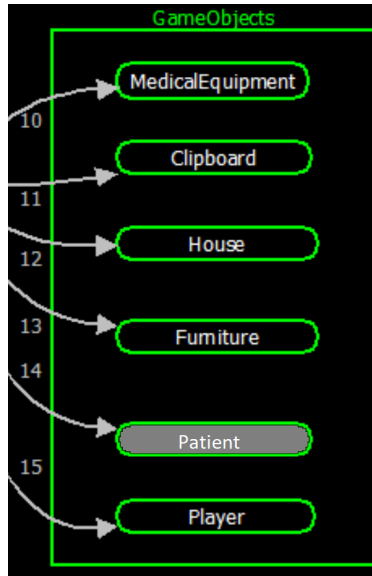 GameObjects
MedicalEquipment
10
Clipboard
11
House
12
13
Furniture
14
Patient
15
Player